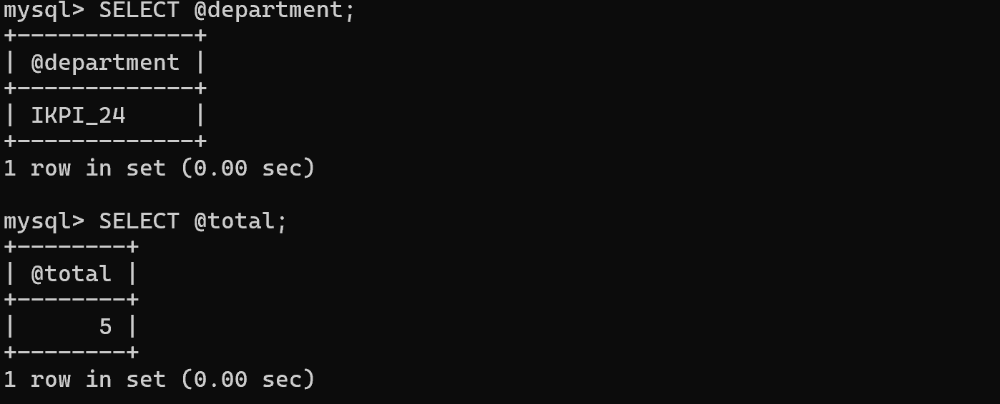 mysql> SELECT @department;
+-------------+
| @department |
+-------------+
| IKPI_24     |
+-------------+
1 row in set (0.00 sec)

mysql> SELECT @total;
+--------+
| @total |
+--------+
|      5 |
+--------+
1 row in set (0.00 sec)